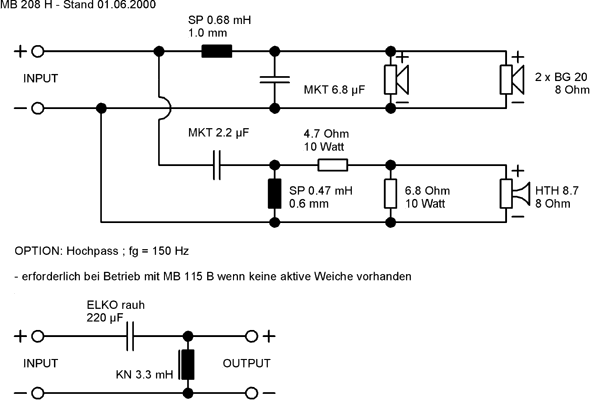 MB 208 H - Stand 01.06.2000
SP 0.68 mH
1.0 mm
+
+
+
INPUT
MKT 6.8 µF
2 x BG 20
8 Ohm
−
−
−
MKT 2.2 µF
4.7 Ohm
10 Watt
+
SP 0.47 mH
0.6 mm
6.8 Ohm
10 Watt
HTH 8.7
8 Ohm
−
OPTION: Hochpass ; fg = 150 Hz
- erforderlich bei Betrieb mit MB 115 B wenn keine aktive Weiche vorhanden
ELKO rauh
220 µF
+
+
INPUT
OUTPUT
KN 3.3 mH
−
−